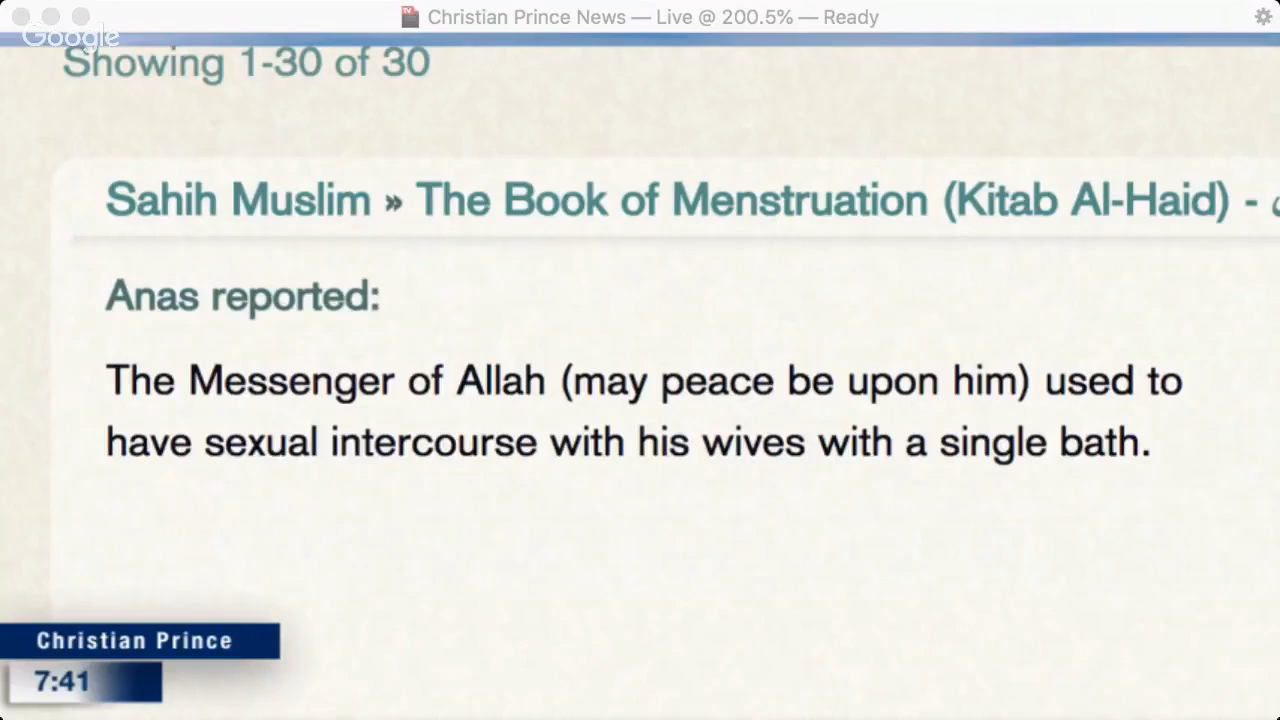 Christian Prince News — Live @ 200.5% — Ready
Google
Showing 1-30 of 30
Sahih Muslim » The Book of Menstruation (Kitab Al-Haid) -
Anas reported:
The Messenger of Allah (may peace be upon him) used to
have sexual intercourse with his wives with a single bath.
Christian Prince
7:41